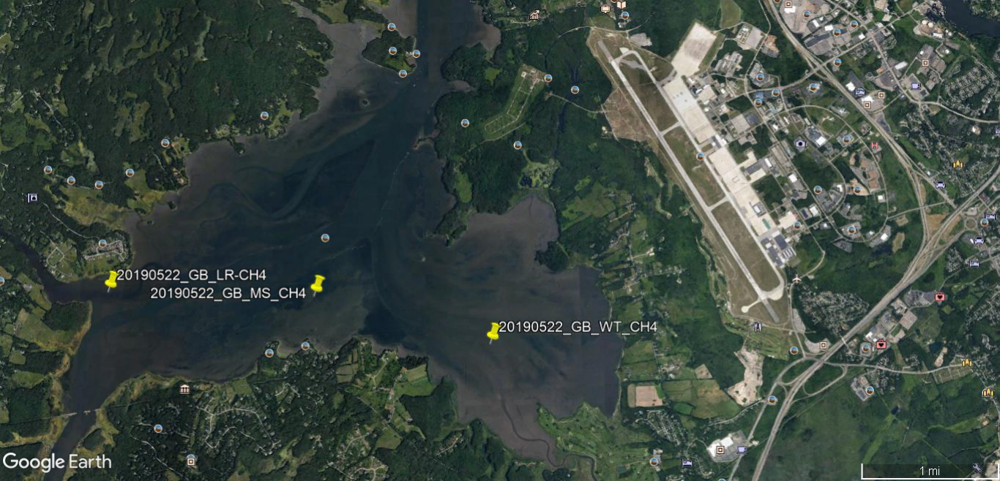 20190522_GB_LR-CH4
20190522_GB_MS_CH4
20190522_GB_WT_CH4
Google Earth
1 mi